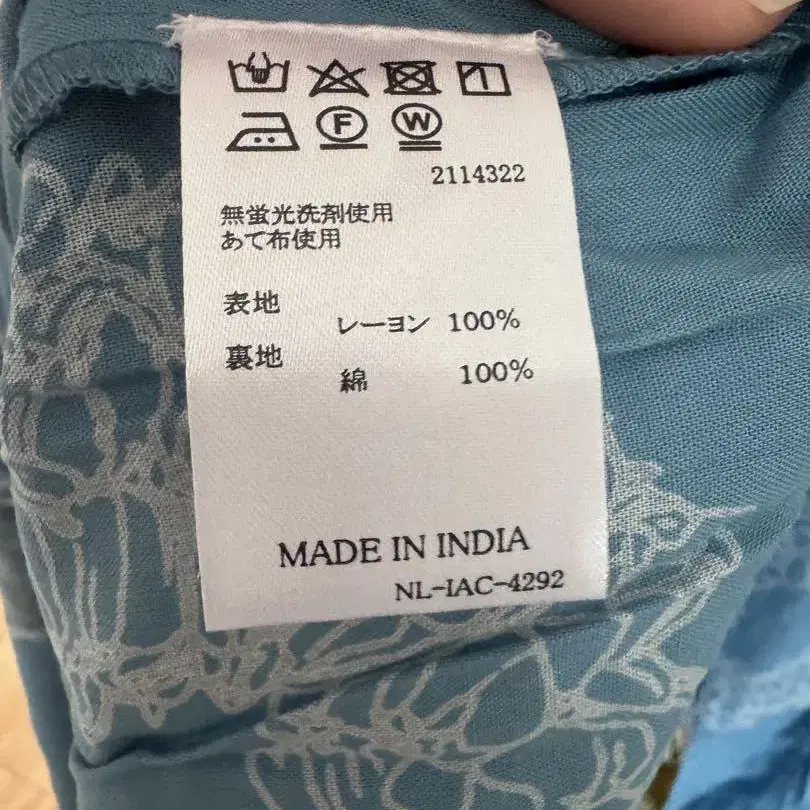 F W
2114322
無蛍光洗剤使用
あて布使用
表地
レーヨン 100%
裏地
綿 100%
MADE IN INDIA
NL-IAC-4292